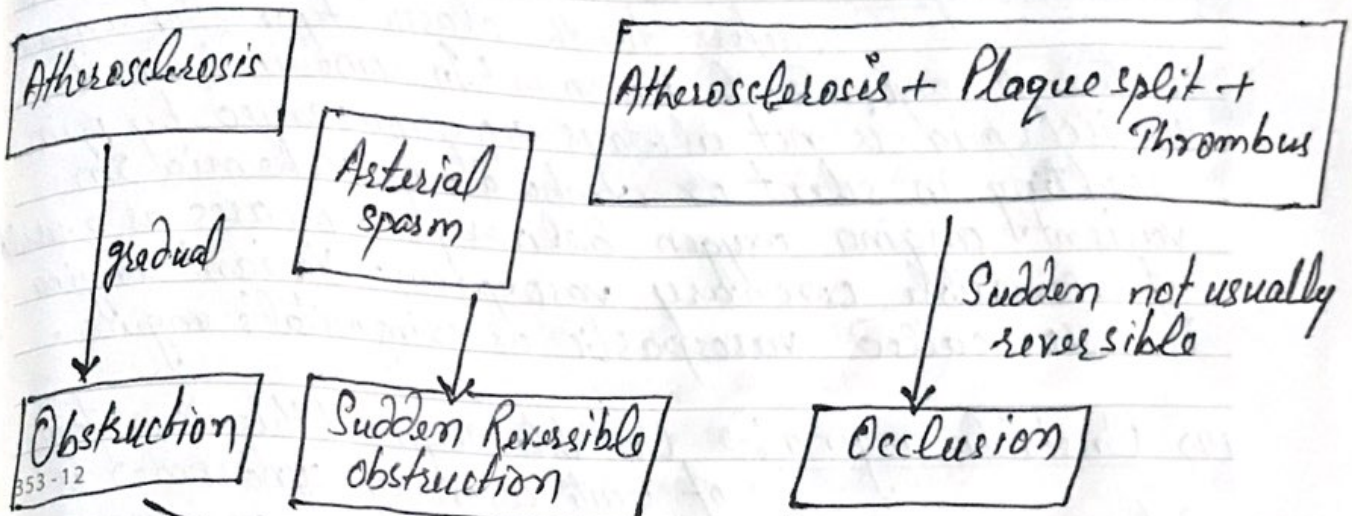 Atherosclerosis
Atherosclerosis + Plaque split +
Thrombus
Arterial
spasm
gradual
Sudden not usually
reversible
Obstruction
Sudden Reversible
obstruction
Occlusion
353-12